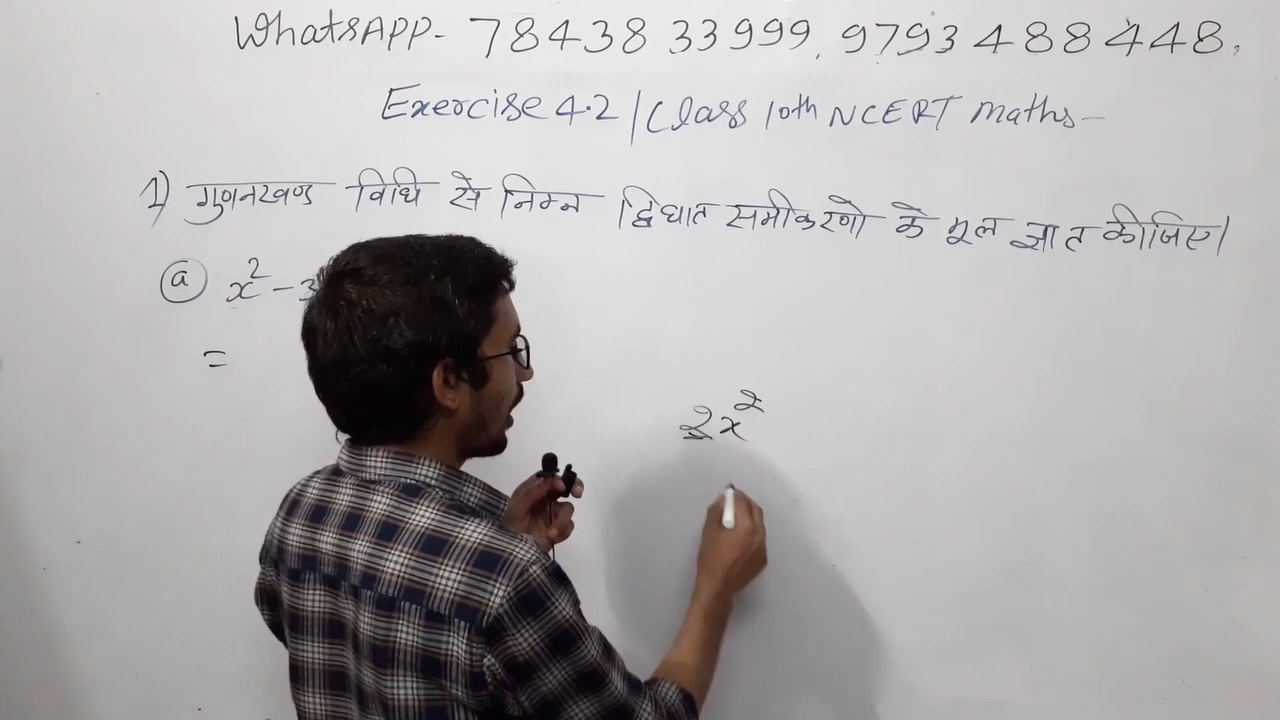 WhatsAPP- 78438 33999, 9793488448,
Exercise 4.2 | Class 10th NCERT Maths-
1) गुणनखण्ड विधि से निम्न द्विघात समीकरणो के मूल ज्ञात कीजिए।
(a) x² - 3
=
2x²